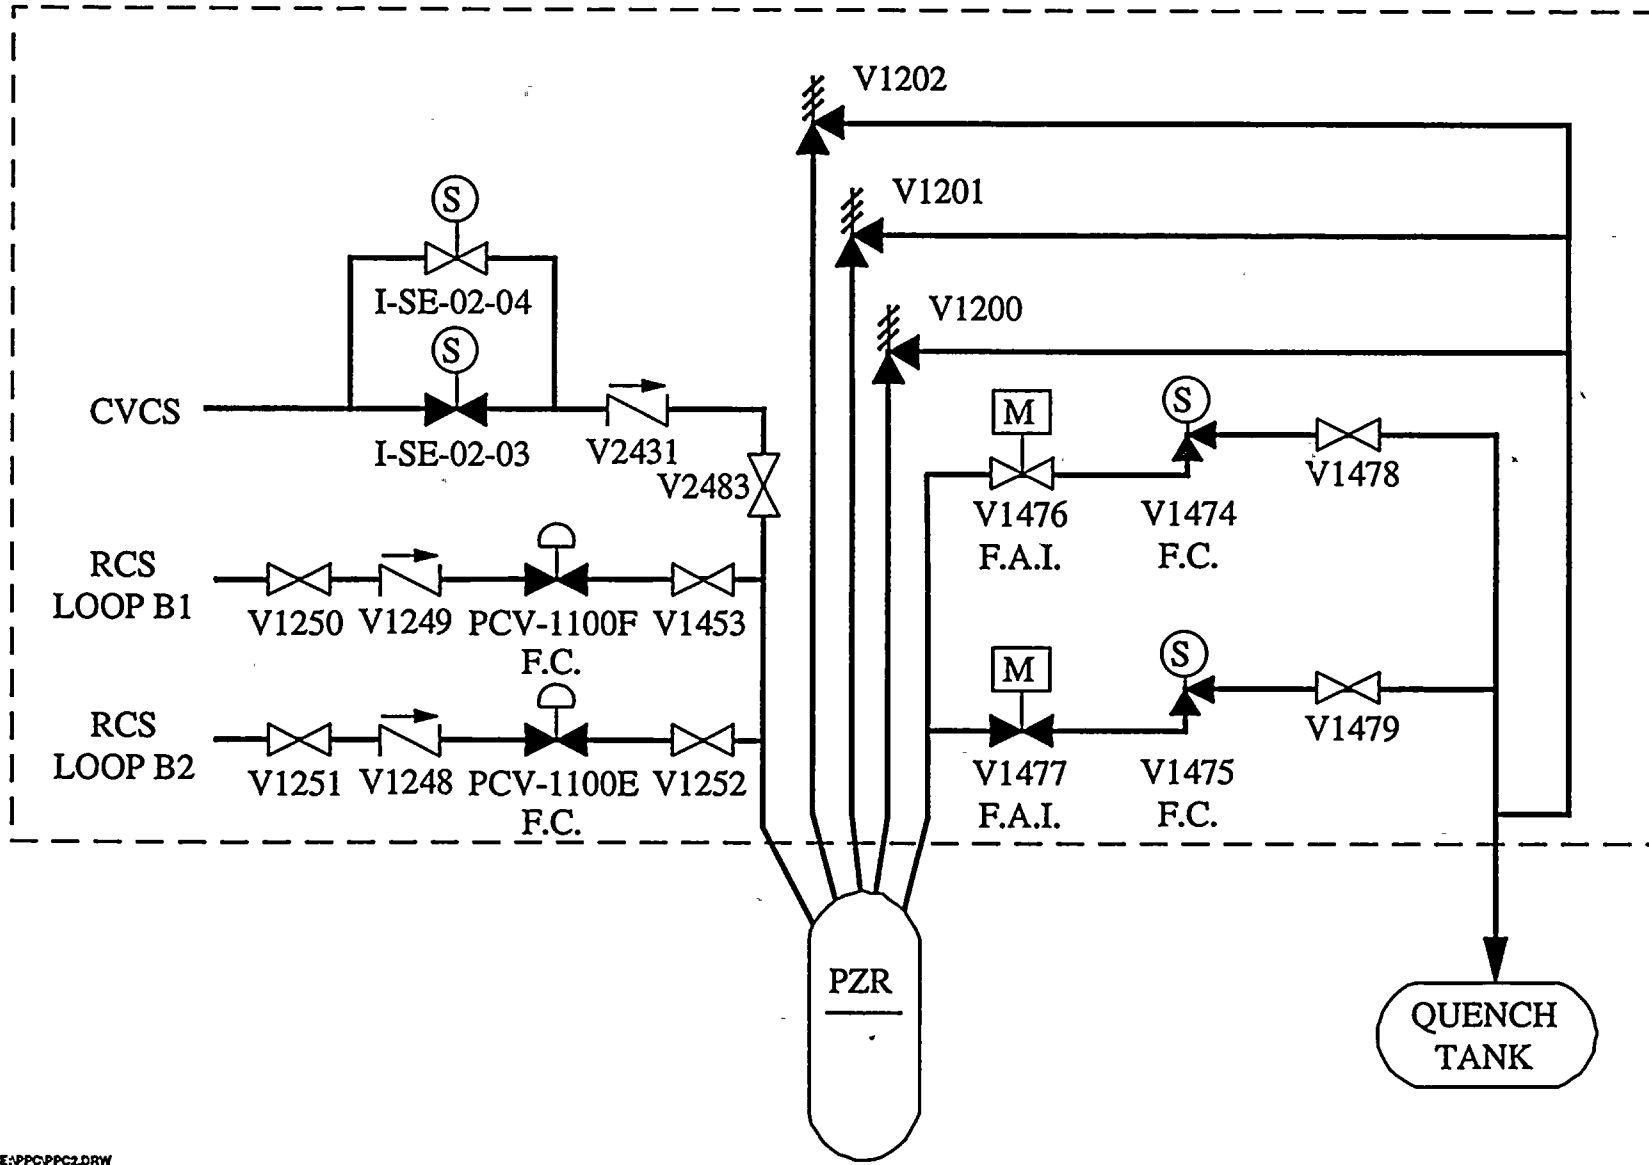 V1202
V1201
S
I-SE-02-04
V1200
S
CVCS
I-SE-02-03
V2431
V2483
M
S
V1478
V1476
F.A.I.
V1474
F.C.
RCS
LOOP B1
V1250
V1249
PCV-1100F
F.C.
V1453
M
S
V1479
RCS
LOOP B2
V1251
V1248
PCV-1100E
F.C.
V1252
V1477
F.A.I.
V1475
F.C.
PZR
QUENCH
TANK
E:\PPC\PPC2.DRW